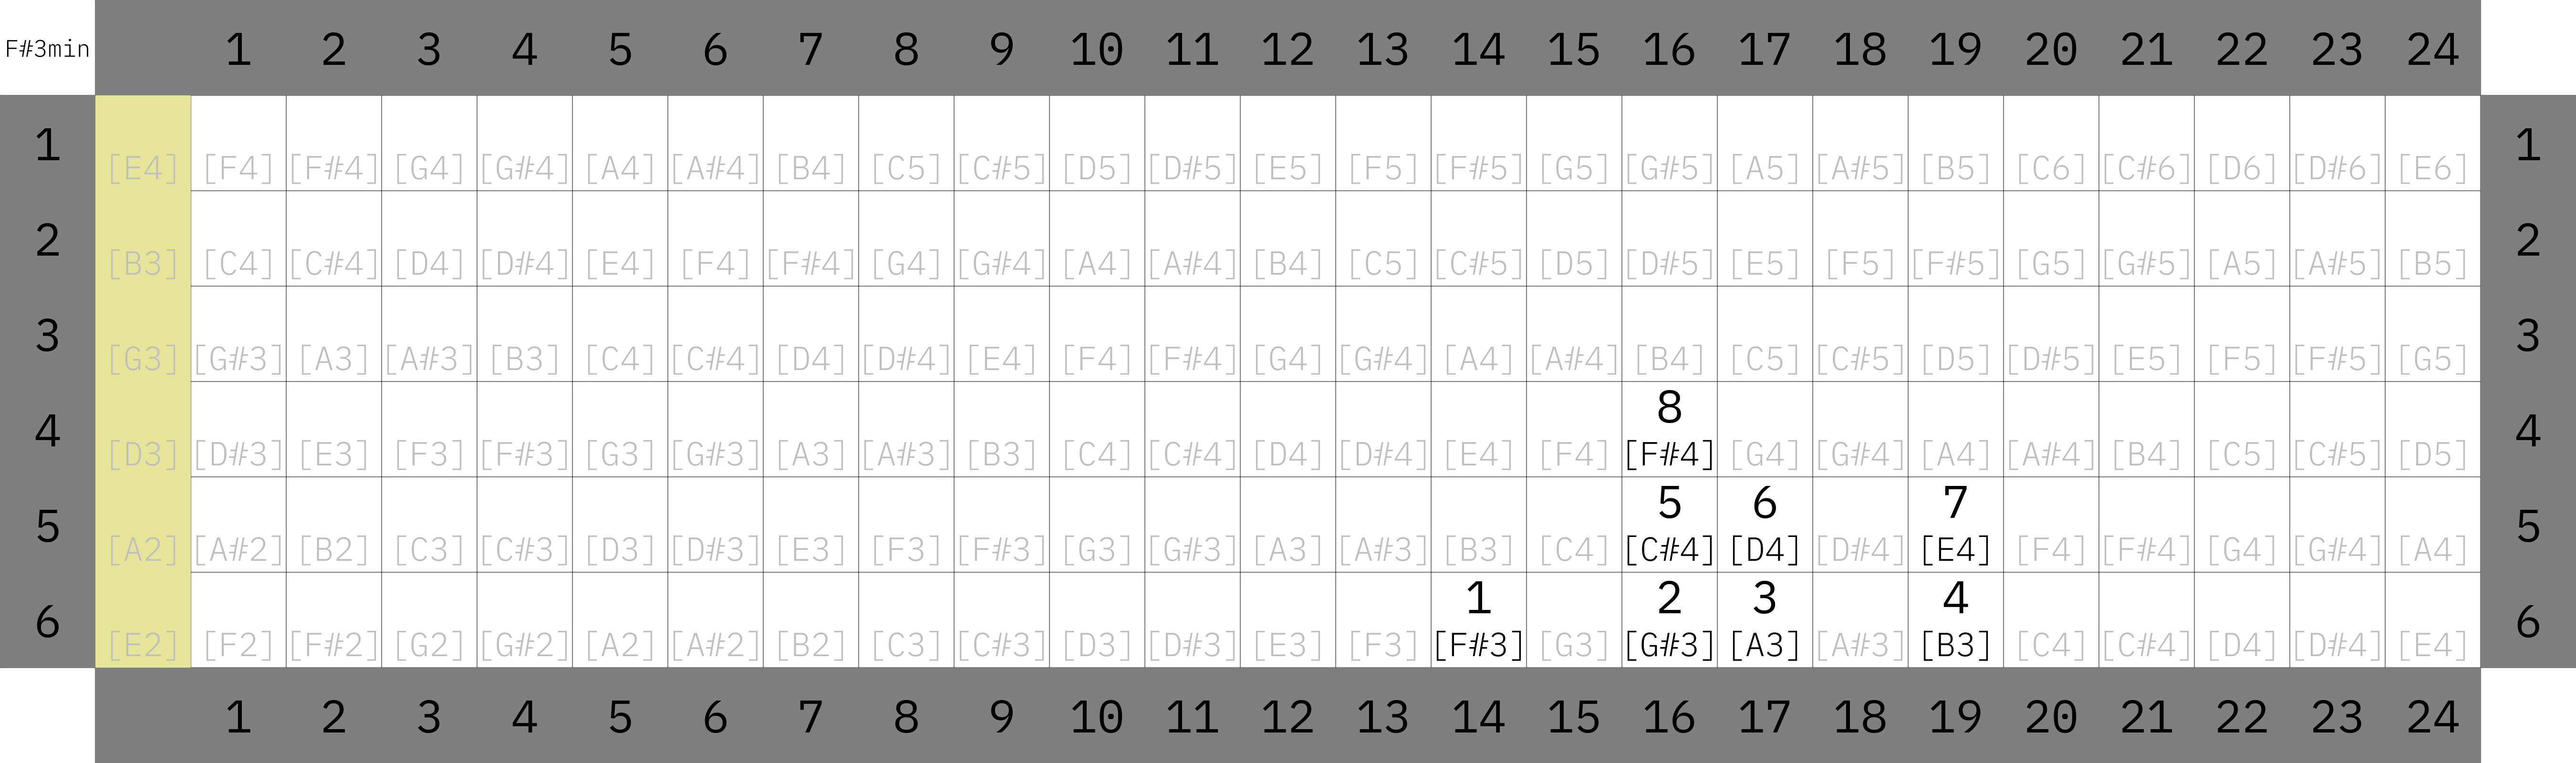 F#3min 1 2 3 4 5 6 7 8 9 10 11 12 13 14 15 16 17 18 19 20 21 22 23 24
1 [E4] [F4] [F#4] [G4] [G#4] [A4] [A#4] [B4] [C5] [C#5] [D5] [D#5] [E5] [F5] [F#5] [G5] [G#5] [A5] [A#5] [B5] [C6] [C#6] [D6] [D#6] [E6] 1
2 [B3] [C4] [C#4] [D4] [D#4] [E4] [F4] [F#4] [G4] [G#4] [A4] [A#4] [B4] [C5] [C#5] [D5] [D#5] [E5] [F5] [F#5] [G5] [G#5] [A5] [A#5] [B5] 2
3 [G3] [G#3] [A3] [A#3] [B3] [C4] [C#4] [D4] [D#4] [E4] [F4] [F#4] [G4] [G#4] [A4] [A#4] [B4] [C5] [C#5] [D5] [D#5] [E5] [F5] [F#5] [G5] 3
8
4 [D3] [D#3] [E3] [F3] [F#3] [G3] [G#3] [A3] [A#3] [B3] [C4] [C#4] [D4] [D#4] [E4] [F4] [F#4] [G4] [G#4] [A4] [A#4] [B4] [C5] [C#5] [D5] 4
5 6 7
5 [A2] [A#2] [B2] [C3] [C#3] [D3] [D#3] [E3] [F3] [F#3] [G3] [G#3] [A3] [A#3] [B3] [C4] [C#4] [D4] [D#4] [E4] [F4] [F#4] [G4] [G#4] [A4] 5
1 2 3 4
6 [E2] [F2] [F#2] [G2] [G#2] [A2] [A#2] [B2] [C3] [C#3] [D3] [D#3] [E3] [F3] [F#3] [G3] [G#3] [A3] [A#3] [B3] [C4] [C#4] [D4] [D#4] [E4] 6
1 2 3 4 5 6 7 8 9 10 11 12 13 14 15 16 17 18 19 20 21 22 23 24